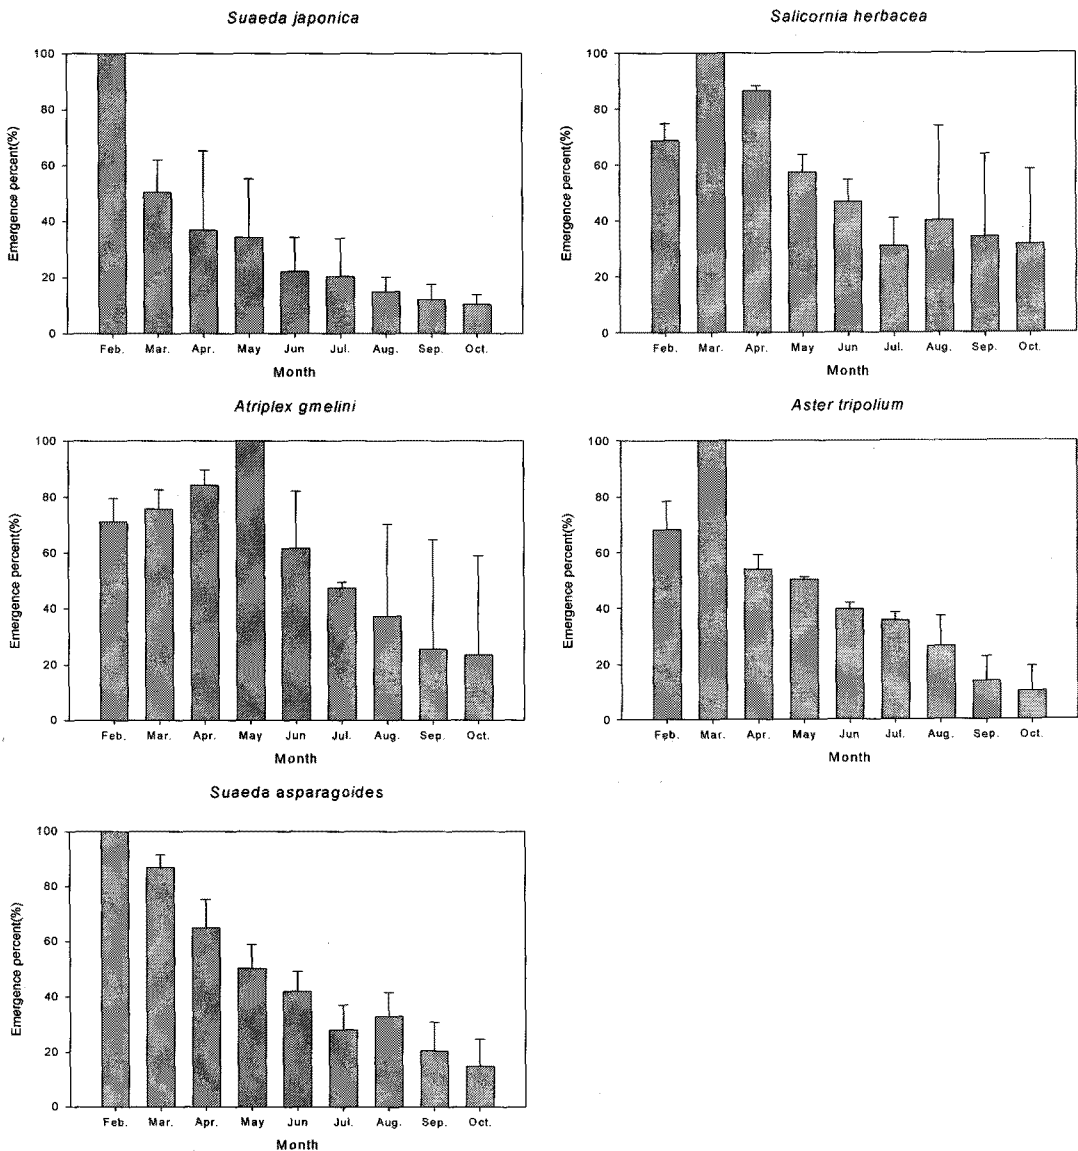 Suaeda japonica
Emergence percent(%)
100
80
60
40
20
0
Feb. Mar. Apr. May Jun Jul. Aug. Sep. Oct.
Month
Salicornia herbacea
Emergence percent(%)
100
80
60
40
20
0
Feb. Mar. Apr. May Jun Jul. Aug. Sep. Oct.
Month
Atriplex gmelini
Emergence percent(%)
100
80
60
40
20
0
Feb. Mar. Apr. May Jun Jul. Aug. Sep. Oct.
Month
Aster tripolium
Emergence percent(%)
100
80
60
40
20
0
Feb. Mar. Apr. May Jun Jul. Aug. Sep. Oct.
Month
Suaeda asparagoides
Emergence percent(%)
100
80
60
40
20
0
Feb. Mar. Apr. May Jun Jul. Aug. Sep. Oct.
Month